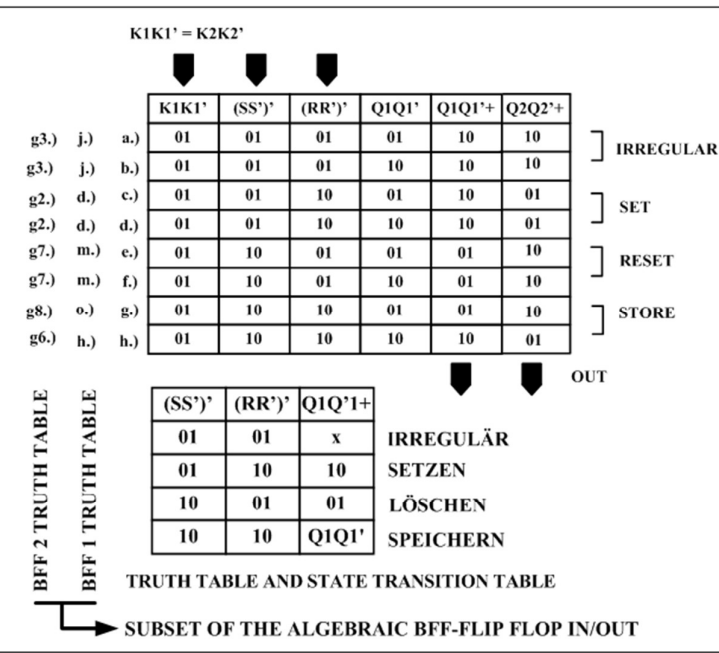 K1K1' = K2K2'
K1K1' (SS')' (RR')' Q1Q1' Q1Q1'+ Q2Q2'+
g3.) j.) a.) 01 01 01 01 10 10
IRREGULAR
g3.) j.) b.) 01 01 01 10 10 10
g2.) d.) c.) 01 01 10 01 10 01
SET
g2.) d.) d.) 01 01 10 10 10 01
g7.) m.) e.) 01 10 01 01 01 10
RESET
g7.) m.) f.) 01 10 01 10 01 10
g8.) o.) g.) 01 10 10 01 01 10
STORE
g6.) h.) h.) 01 10 10 10 10 01
OUT
(SS')' (RR')' Q1Q'1+
01 01 x IRREGULÄR
01 10 10 SETZEN
10 01 01 LÖSCHEN
10 10 Q1Q1' SPEICHERN
BFF 2 TRUTH TABLE
BFF 1 TRUTH TABLE
TRUTH TABLE AND STATE TRANSITION TABLE
SUBSET OF THE ALGEBRAIC BFF-FLIP FLOP IN/OUT